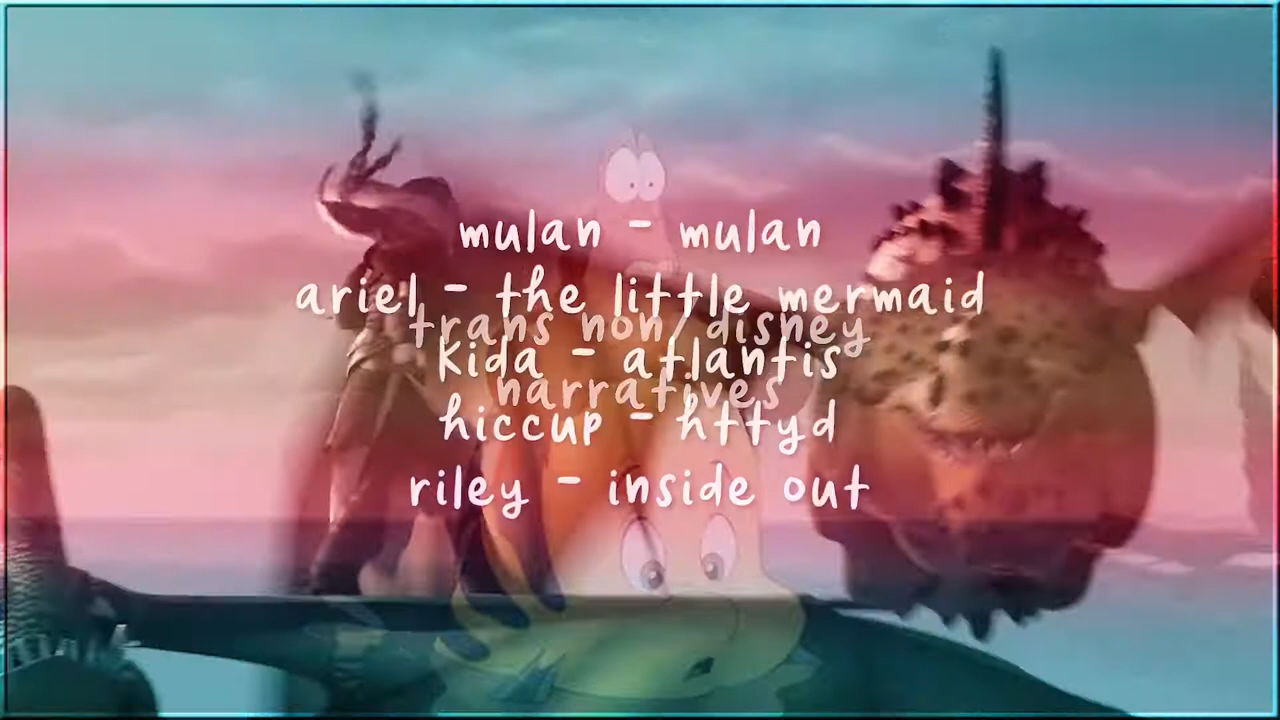 mulan - mulan
ariel - the little mermaid
trans non/disney
kida - atlantis
narratives
hiccup - httyd
riley - inside out